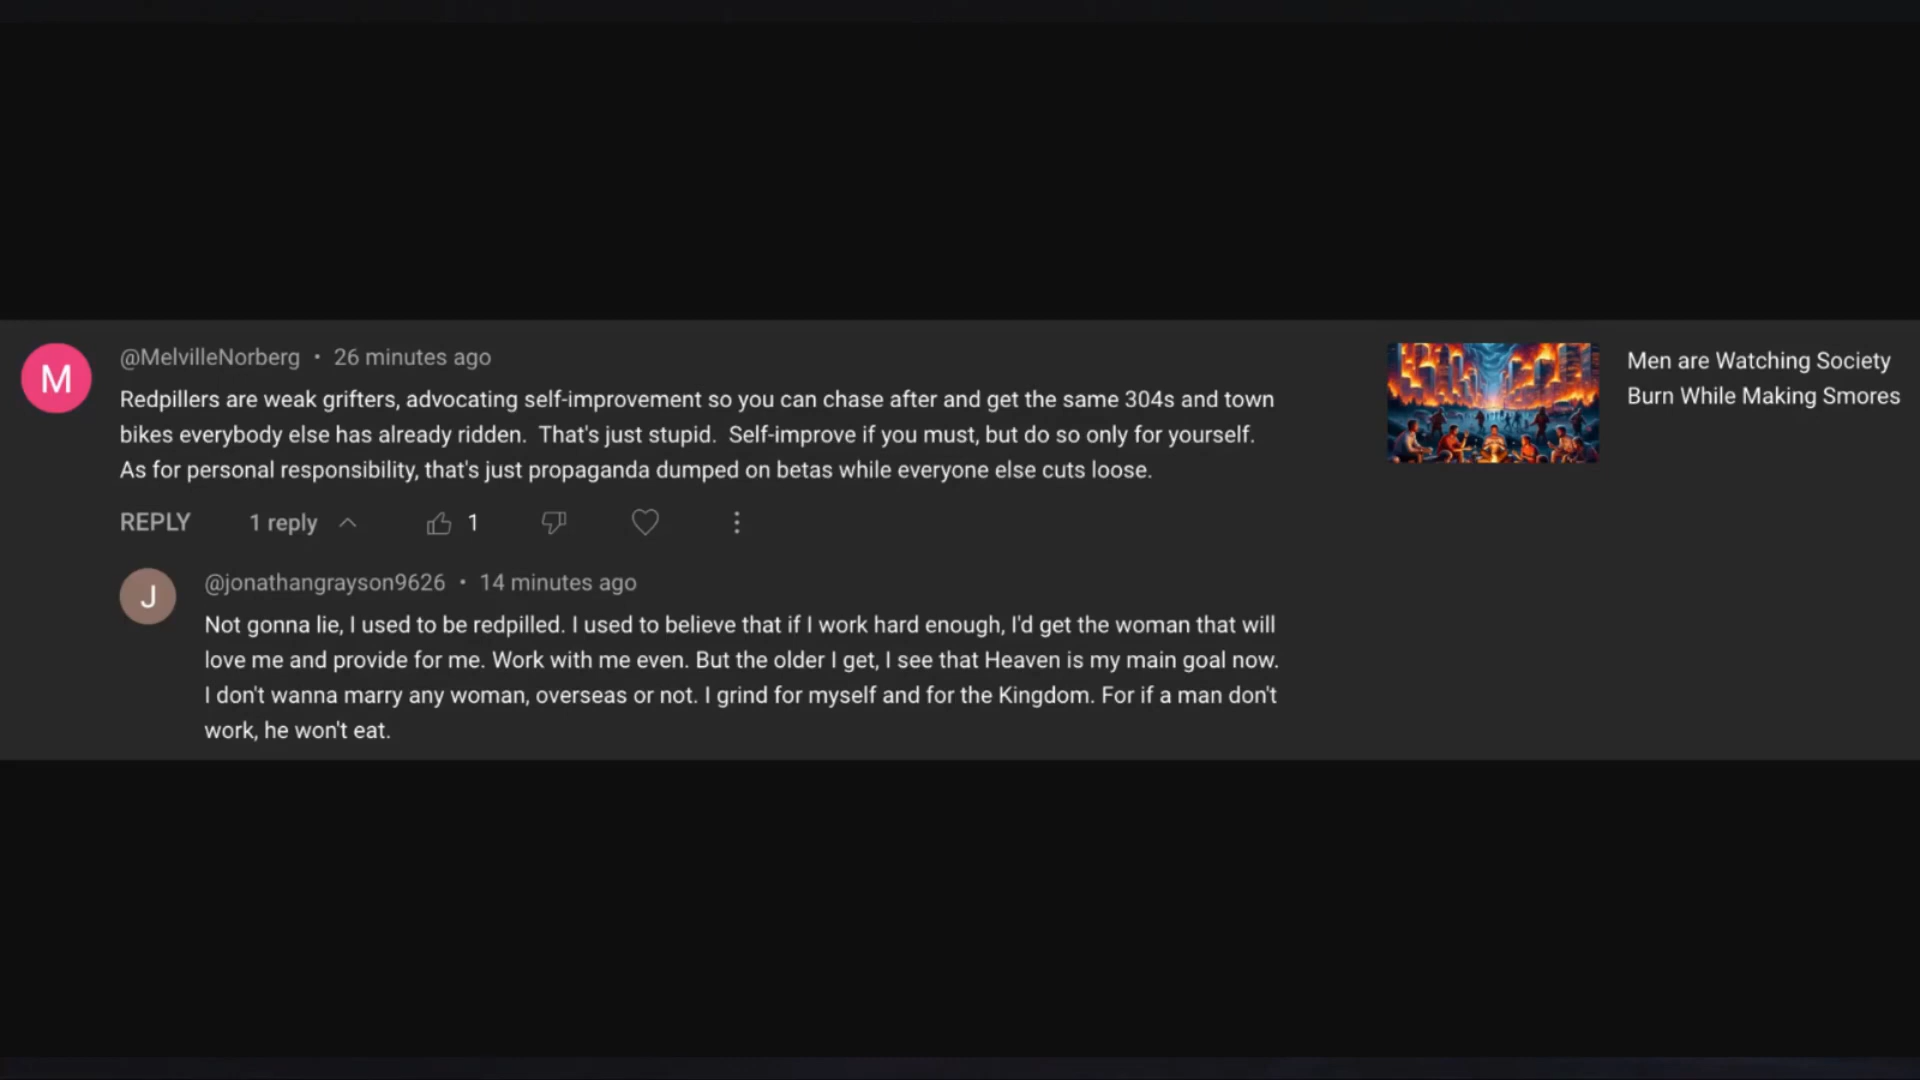 M
@MelvilleNorberg • 26 minutes ago
Redpillers are weak grifters, advocating self-improvement so you can chase after and get the same 304s and town
bikes everybody else has already ridden.  That's just stupid.  Self-improve if you must, but do so only for yourself.
As for personal responsibility, that's just propaganda dumped on betas while everyone else cuts loose.
REPLY 1 reply 1
J
@jonathangrayson9626 • 14 minutes ago
Not gonna lie, I used to be redpilled. I used to believe that if I work hard enough, I'd get the woman that will
love me and provide for me. Work with me even. But the older I get, I see that Heaven is my main goal now.
I don't wanna marry any woman, overseas or not. I grind for myself and for the Kingdom. For if a man don't
work, he won't eat.
Men are Watching Society
Burn While Making Smores